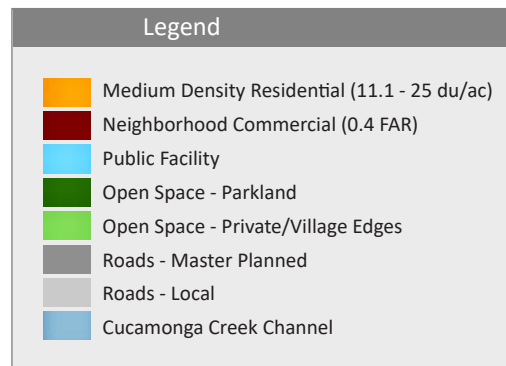 Legend
Medium Density Residential (11.1 - 25 du/ac)
Neighborhood Commercial (0.4 FAR)
Public Facility
Open Space - Parkland
Open Space - Private/Village Edges
Roads - Master Planned
Roads - Local
Cucamonga Creek Channel